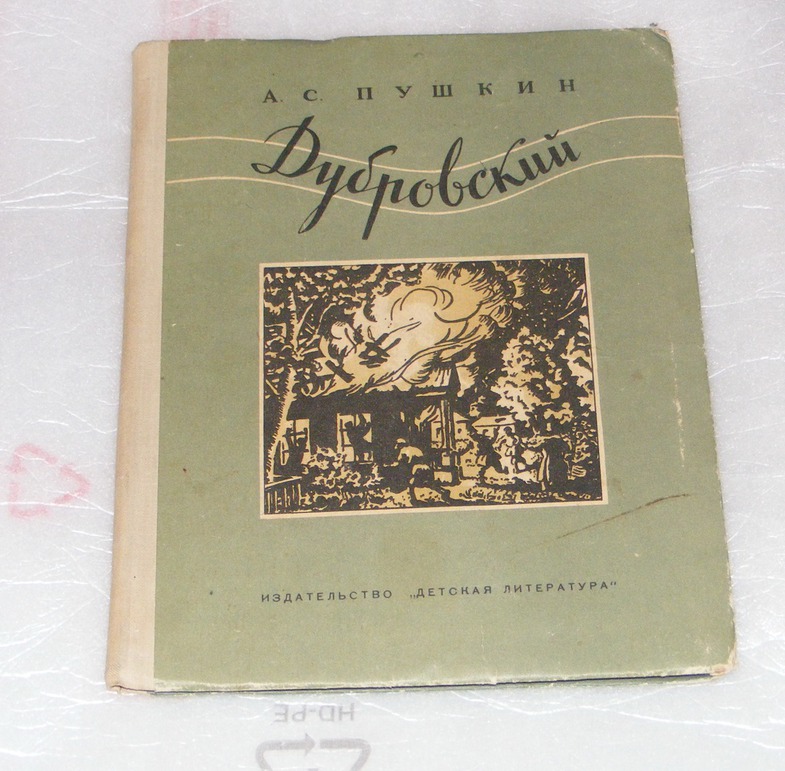 А. С. ПУШКИН
Дубровский
ИЗДАТЕЛЬСТВО „ДЕТСКАЯ ЛИТЕРАТУРА"
HD-PE